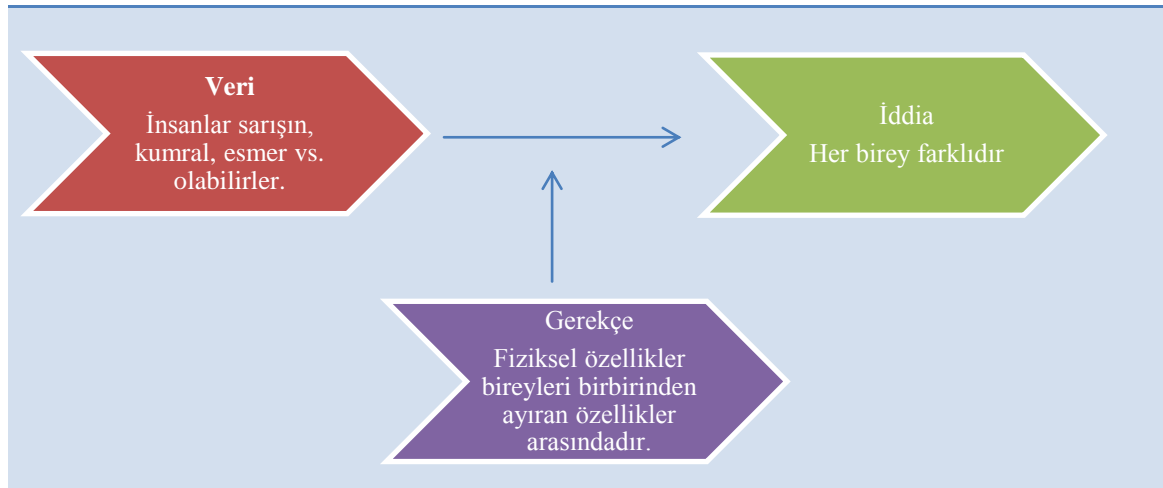 Veri
İnsanlar sarışın,
kumral, esmer vs.
olabilirler.
İddia
Her birey farklıdır
Gerekçe
Fiziksel özellikler
bireyleri birbirinden
ayıran özellikler
arasındadır.